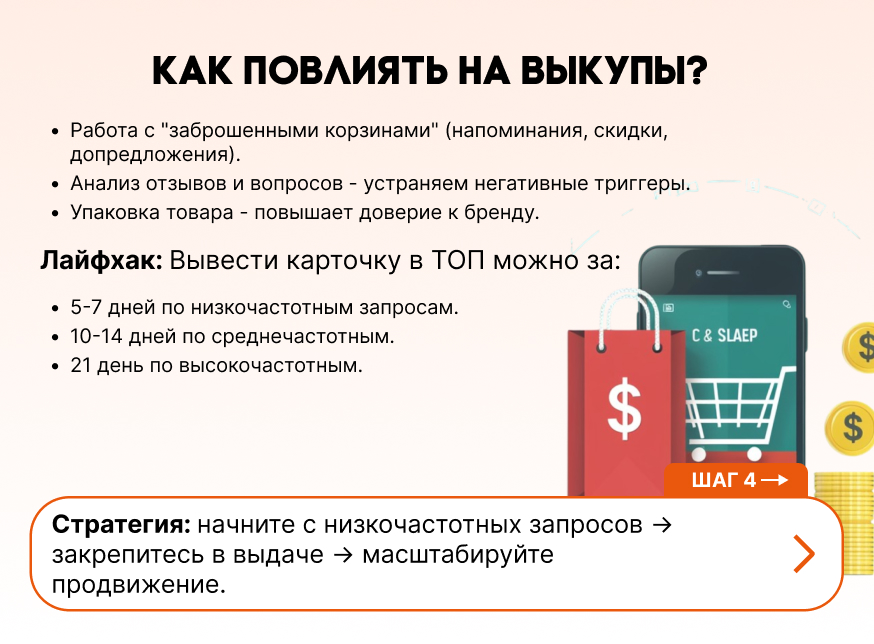 КАК ПОВЛИЯТЬ НА ВЫКУПЫ?
• Работа с "заброшенными корзинами" (напоминания, скидки,
допредложения).
• Анализ отзывов и вопросов - устраняем негативные триггеры.
• Упаковка товара - повышает доверие к бренду.
Лайфхак: Вывести карточку в ТОП можно за:
• 5-7 дней по низкочастотным запросам.
• 10-14 дней по среднечастотным.
• 21 день по высокочастотным.
C & SLAEP
$
$
$
ШАГ 4 →
Стратегия: начните с низкочастотных запросов →
закрепитесь в выдаче → масштабируйте
продвижение.